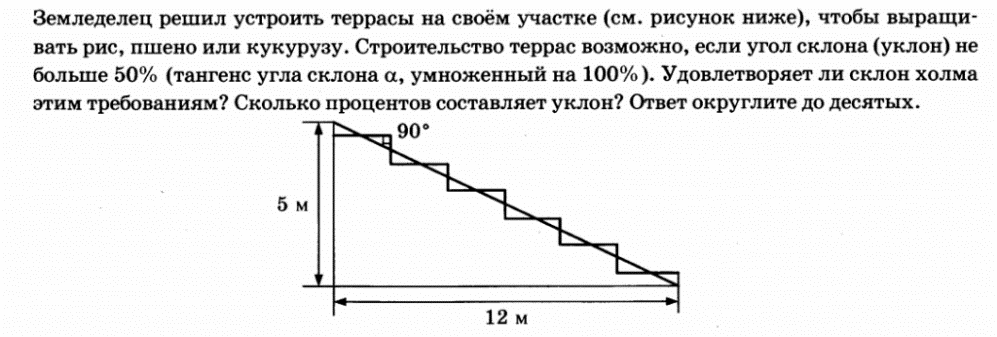 Земледелец решил устроить террасы на своём участке (см. рисунок ниже), чтобы выращи-
вать рис, пшено или кукурузу. Строительство террас возможно, если угол склона (уклон) не
больше 50% (тангенс угла склона α, умноженный на 100%). Удовлетворяет ли склон холма
этим требованиям? Сколько процентов составляет уклон? Ответ округлите до десятых.
90°
5 м
12 м